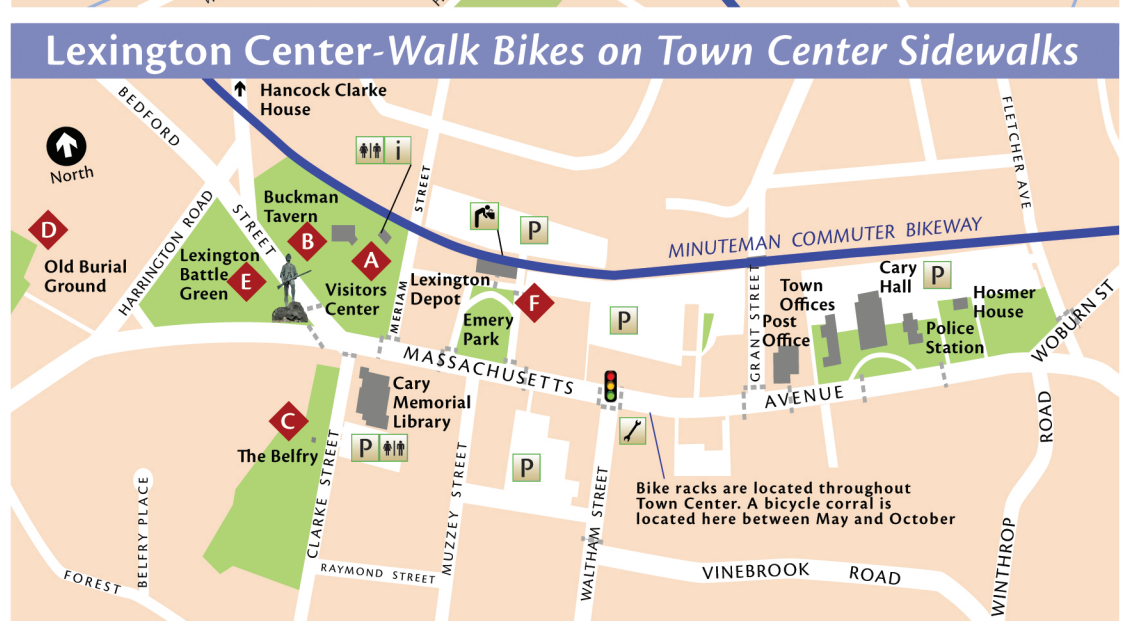 Lexington Center-Walk Bikes on Town Center Sidewalks
Hancock Clarke
House
BEDFORD
STREET
North
FLETCHER AVE
i
STREET
MERIAM
HARRINGTON ROAD
Buckman
Tavern
B
D
Old Burial
Ground
Lexington
Battle
Green
E
A
Visitors
Center
P
MINUTEMAN COMMUTER BIKEWAY
Lexington
Depot
F
Emery
Park
P
GRANT STREET
Town
Offices
Post
Office
Cary
Hall
P
Hosmer
House
Police
Station
WOBURN ST
MASSACHUSETTS
AVENUE
Cary
Memorial
Library
P
C
The Belfry
P
CLARKE STREET
MUZZEY STREET
WALTHAM STREET
Bike racks are located throughout
Town Center. A bicycle corral is
located here between May and October
WINTHROP
ROAD
BELFRY PLACE
FOREST
RAYMOND STREET
VINEBROOK ROAD